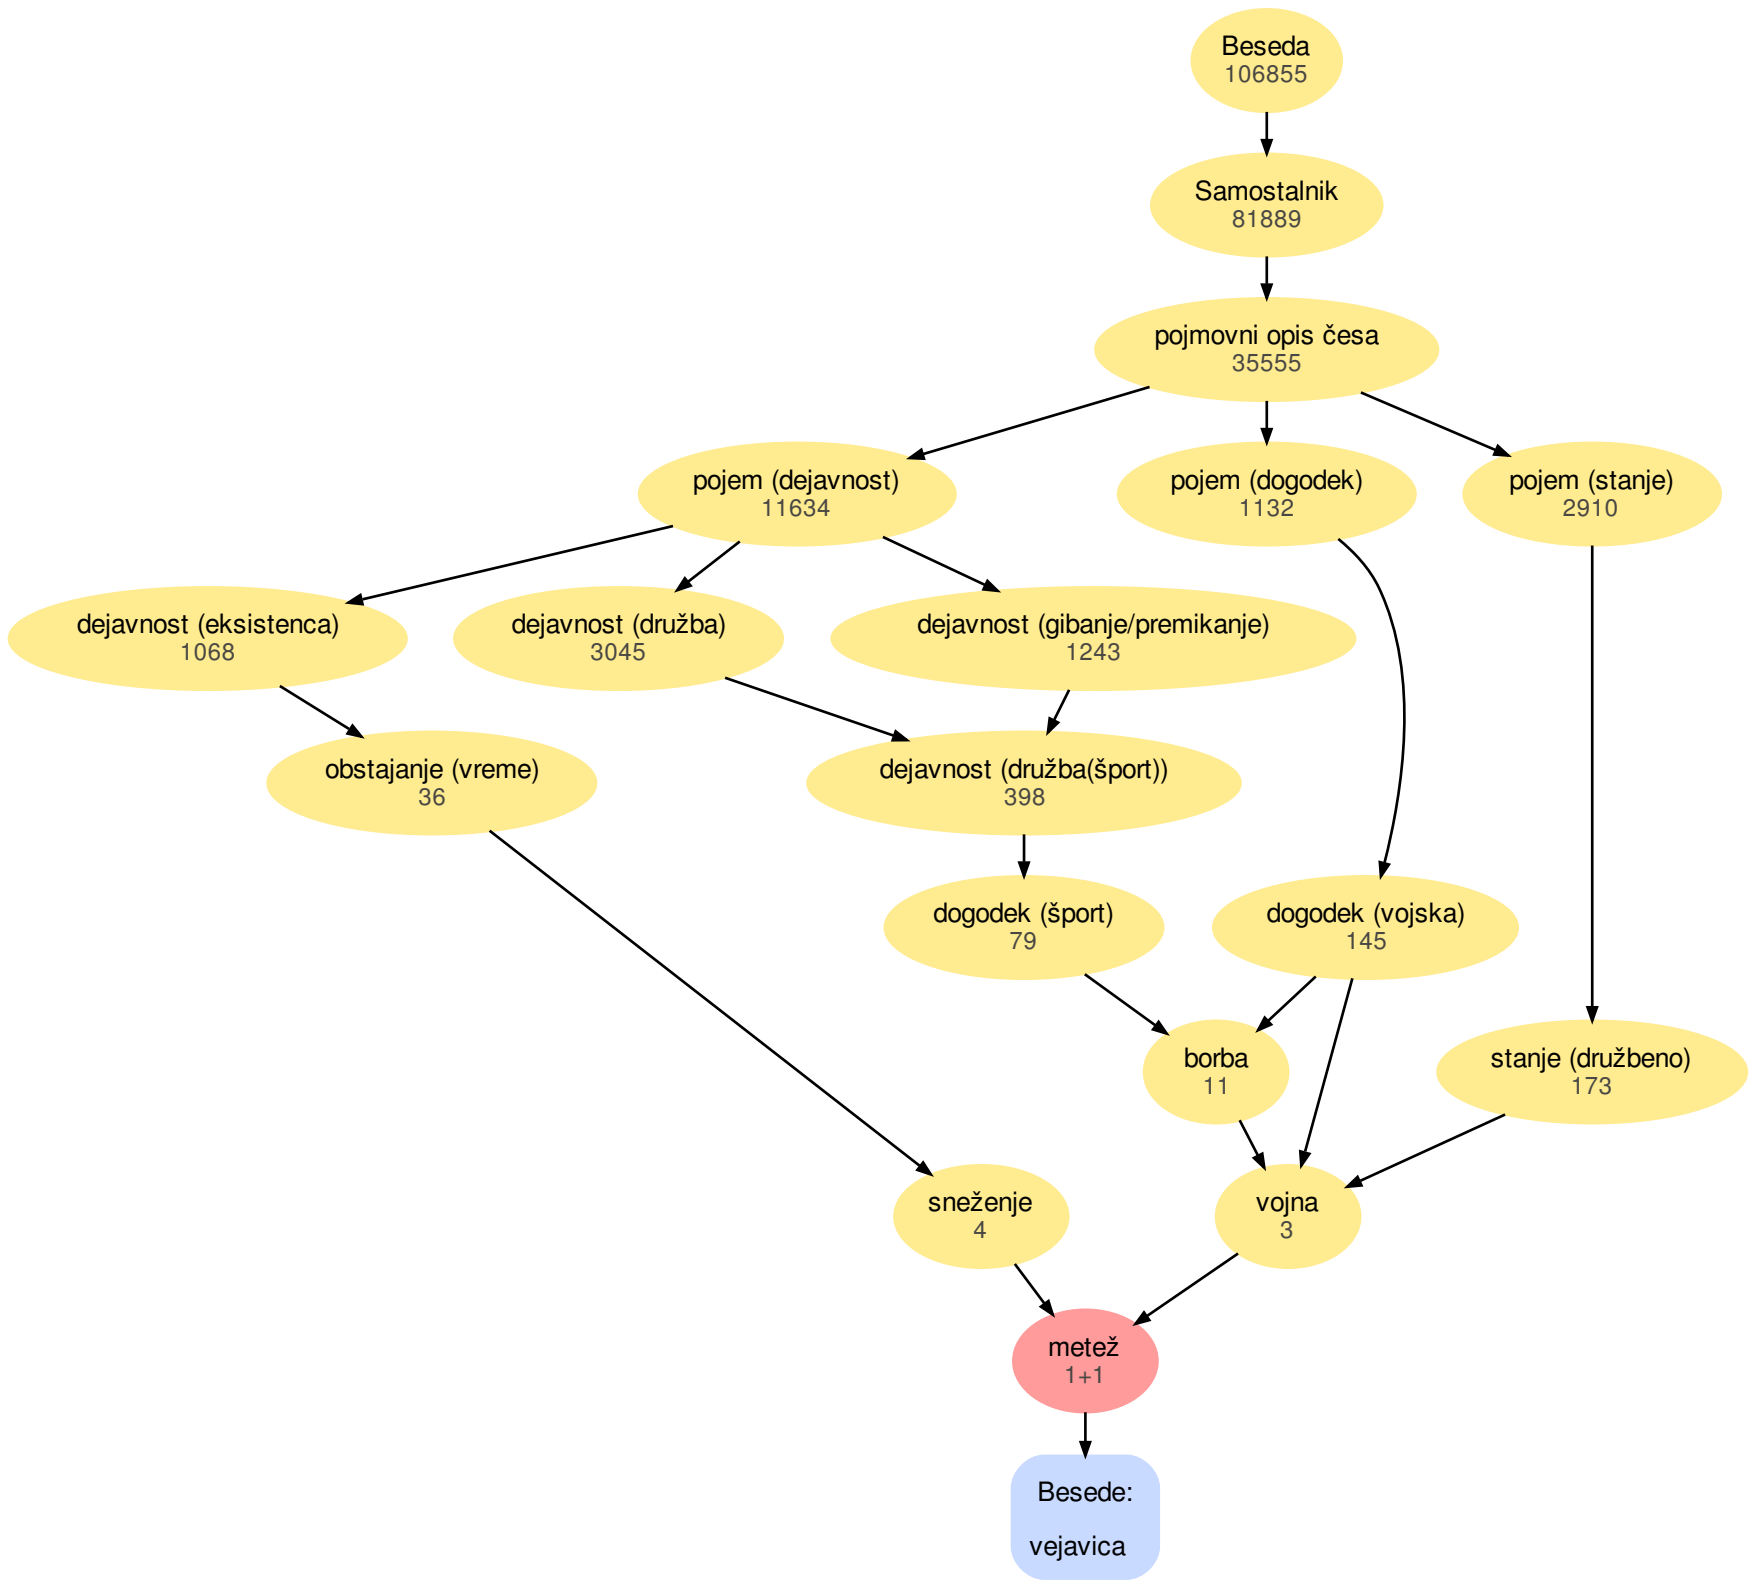 Beseda
106855
Samostalnik
81889
pojmovni opis česa
35555
pojem (dejavnost)
11634
pojem (dogodek)
1132
pojem (stanje)
2910
dejavnost (eksistenca)
1068
dejavnost (družba)
3045
dejavnost (gibanje/premikanje)
1243
obstajanje (vreme)
36
dejavnost (družba(šport))
398
dogodek (šport)
79
dogodek (vojska)
145
borba
11
stanje (družbeno)
173
sneženje
4
vojna
3
metež
1+1
Besede:
vejavica